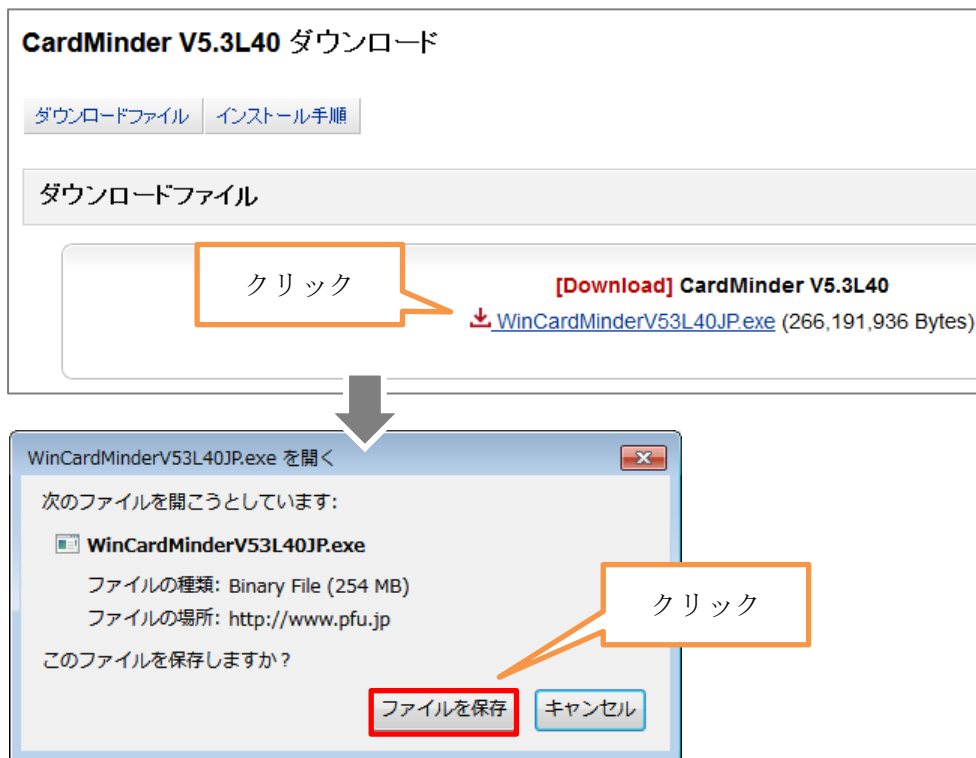 CardMinder V5.3L40 ダウンロード
ダウンロードファイル インストール手順
ダウンロードファイル
クリック
[Download] CardMinder V5.3L40
WinCardMinderV53L40JP.exe (266,191,936 Bytes)
WinCardMinderV53L40JP.exe を開く
次のファイルを開こうとしています:
WinCardMinderV53L40JP.exe
ファイルの種類: Binary File (254 MB)
ファイルの場所: http://www.pfu.jp
クリック
このファイルを保存しますか？
ファイルを保存 キャンセル